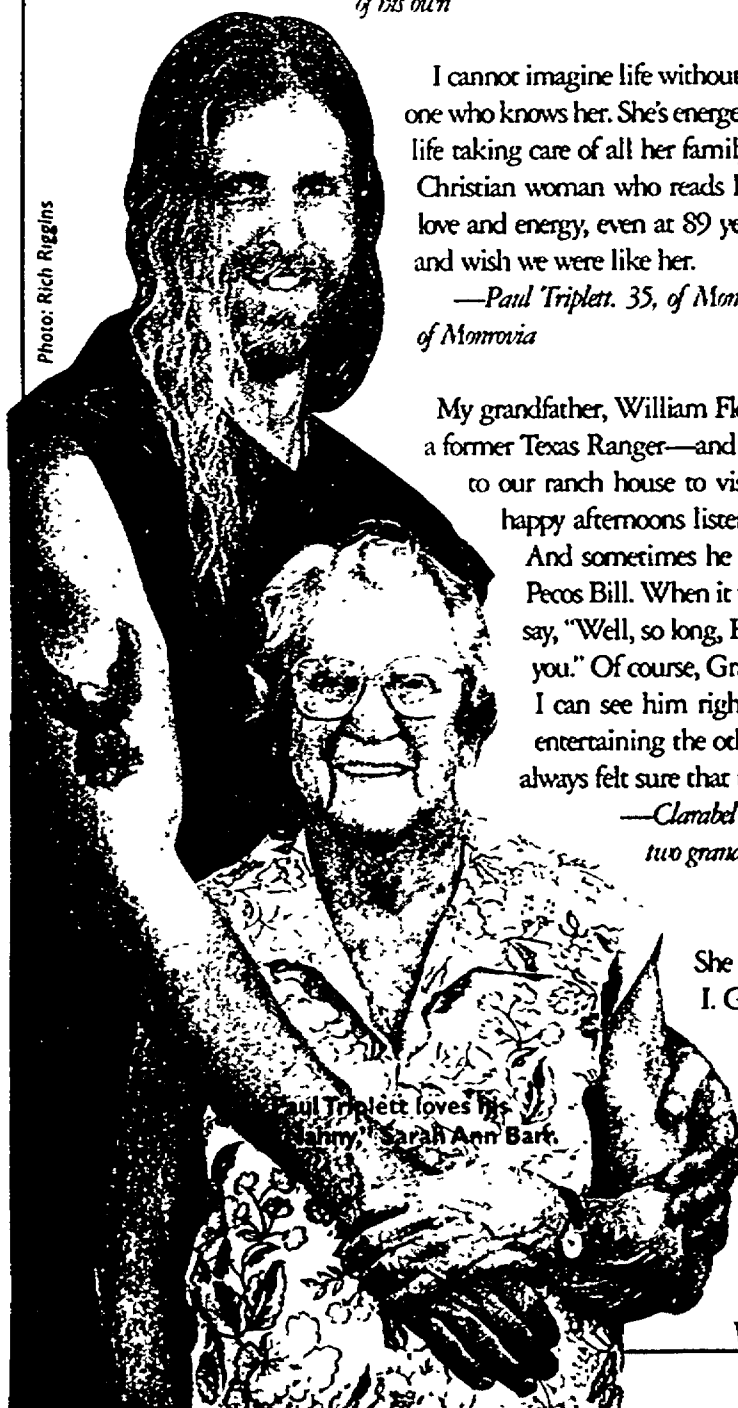 of his own
I cannot imagine life without
one who knows her. She's energe
life taking care of all her famil
Christian woman who reads
love and energy, even at 89 ye
and wish we were like her.
—Paul Triplett. 35, of Mon
of Monrovia
My grandfather, William Fl
a former Texas Ranger—and
to our ranch house to vis
happy afternoons liste
And sometimes he
Pecos Bill. When it
say, "Well, so long, B
you." Of course, Gra
I can see him righ
entertaining the ot
always felt sure that
—Clarabel
two grand
She
I. G
Photo: Rich Riggins
Paul Triplett loves his
"Nanny," Sarah Ann Barr.